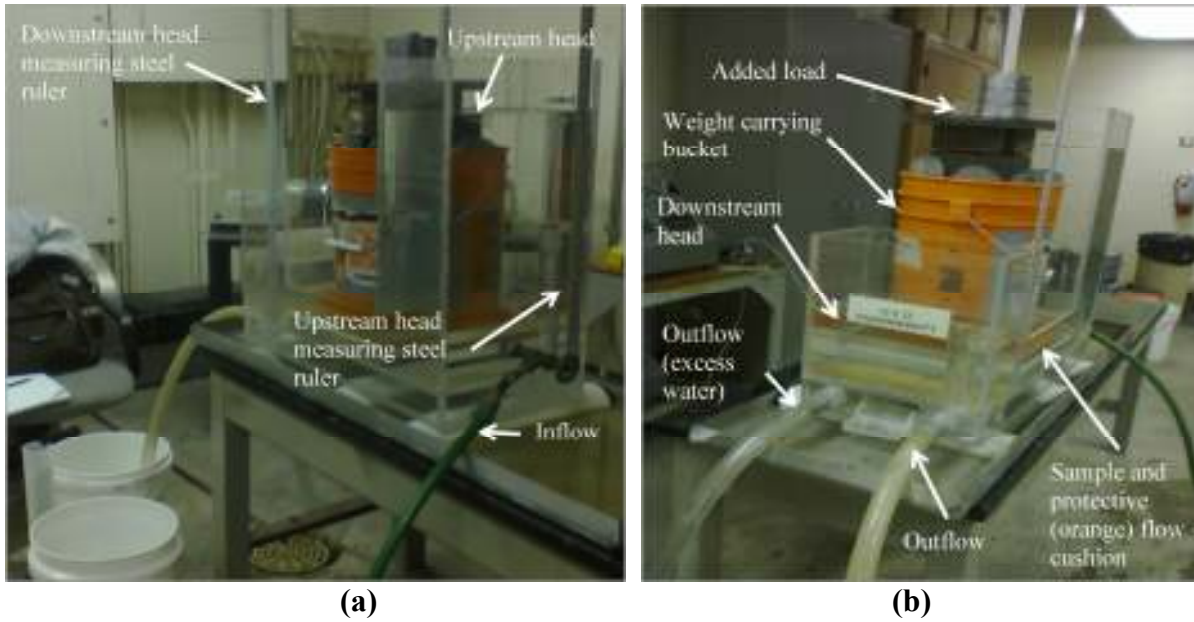 Downstream head
measuring steel
ruler
Upstream head
Upstream head
measuring steel
ruler
Inflow
(a)
Added load
Weight carrying
bucket
Downstream
head
Outflow
(excess
water)
Outflow
Sample and
protective
(orange) flow
cushion
(b)